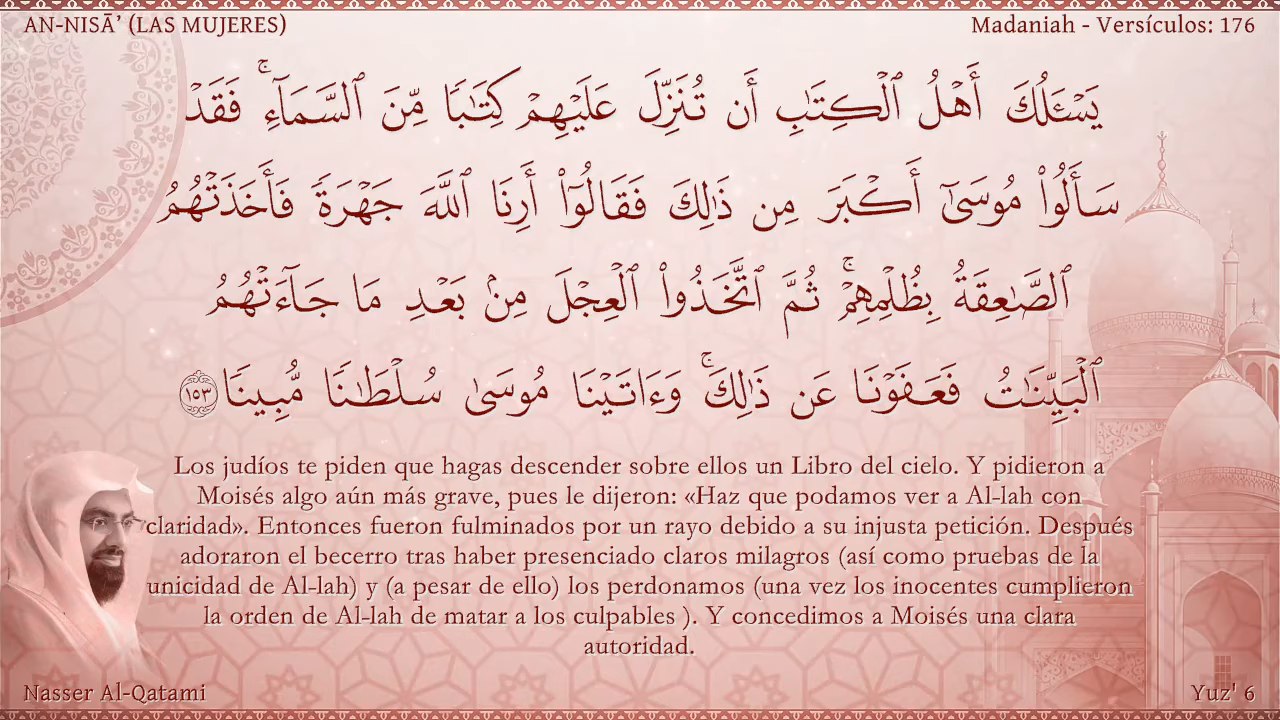 AN-NISĀ’ (LAS MUJERES)
Madaniah - Versículos: 176
يَسْـَٔلُكَ أَهْلُ ٱلْكِتَـٰبِ أَن تُنَزِّلَ عَلَيْهِمْ كِتَـٰبًا مِّنَ ٱلسَّمَآءِ ۚ فَقَدْ
سَأَلُوا۟ مُوسَىٰٓ أَكْبَرَ مِن ذَٰلِكَ فَقَالُوٓا۟ أَرِنَا ٱللَّهَ جَهْرَةً فَأَخَذَتْهُمُ
ٱلصَّـٰعِقَةُ بِظُلْمِهِمْ ۚ ثُمَّ ٱتَّخَذُوا۟ ٱلْعِجْلَ مِنۢ بَعْدِ مَا جَآءَتْهُمُ
ٱلْبَيِّنَـٰتُ فَعَفَوْنَا عَن ذَٰلِكَ ۚ وَءَاتَيْنَا مُوسَىٰ سُلْطَـٰنًا مُّبِينًا ١٥٣
Los judíos te piden que hagas descender sobre ellos un Libro del cielo. Y pidieron a
Moisés algo aún más grave, pues le dijeron: «Haz que podamos ver a Al-lah con
claridad». Entonces fueron fulminados por un rayo debido a su injusta petición. Después
adoraron el becerro tras haber presenciado claros milagros (así como pruebas de la
unicidad de Al-lah) y (a pesar de ello) los perdonamos (una vez los inocentes cumplieron
la orden de Al-lah de matar a los culpables ). Y concedimos a Moisés una clara
autoridad.
Nasser Al-Qatami
Yuz' 6